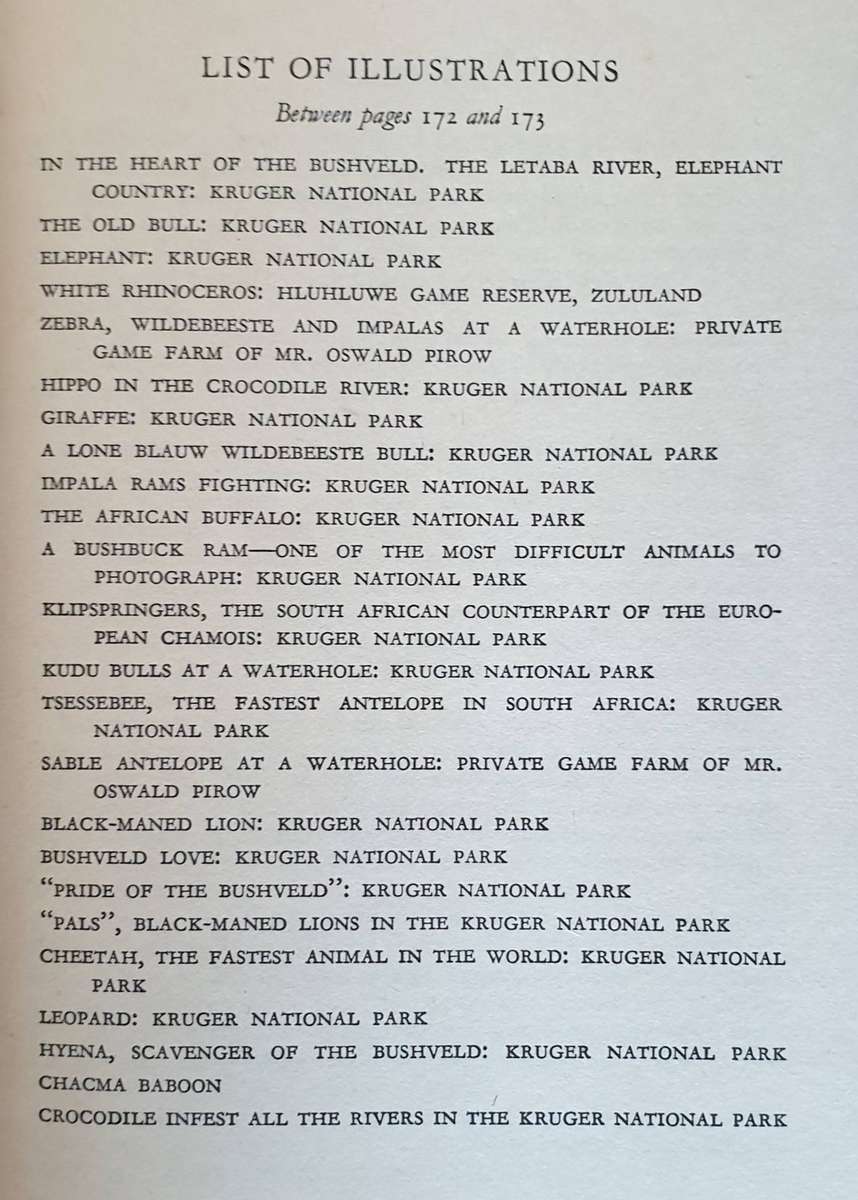 LIST OF ILLUSTRATIONS
Between pages 172 and 173
IN THE HEART OF THE BUSHVELD. THE LETABA RIVER, ELEPHANT
COUNTRY: KRUGER NATIONAL PARK
THE OLD BULL: KRUGER NATIONAL PARK
ELEPHANT: KRUGER NATIONAL PARK
WHITE RHINOCEROS: HLUHLUWE GAME RESERVE, ZULULAND
ZEBRA, WILDEBEESTE AND IMPALAS AT A WATERHOLE: PRIVATE
GAME FARM OF MR. OSWALD PIROW
HIPPO IN THE CROCODILE RIVER: KRUGER NATIONAL PARK
GIRAFFE: KRUGER NATIONAL PARK
A LONE BLAUW WILDEBEESTE BULL: KRUGER NATIONAL PARK
IMPALA RAMS FIGHTING: KRUGER NATIONAL PARK
THE AFRICAN BUFFALO: KRUGER NATIONAL PARK
A BUSHBUCK RAM—ONE OF THE MOST DIFFICULT ANIMALS TO
PHOTOGRAPH: KRUGER NATIONAL PARK
KLIPSPRINGERS, THE SOUTH AFRICAN COUNTERPART OF THE EURO-
PEAN CHAMOIS: KRUGER NATIONAL PARK
KUDU BULLS AT A WATERHOLE: KRUGER NATIONAL PARK
TSESSEBEE, THE FASTEST ANTELOPE IN SOUTH AFRICA: KRUGER
NATIONAL PARK
SABLE ANTELOPE AT A WATERHOLE: PRIVATE GAME FARM OF MR.
OSWALD PIROW
BLACK-MANED LION: KRUGER NATIONAL PARK
BUSHVELD LOVE: KRUGER NATIONAL PARK
“PRIDE OF THE BUSHVELD”: KRUGER NATIONAL PARK
“PALS”, BLACK-MANED LIONS IN THE KRUGER NATIONAL PARK
CHEETAH, THE FASTEST ANIMAL IN THE WORLD: KRUGER NATIONAL
PARK
LEOPARD: KRUGER NATIONAL PARK
HYENA, SCAVENGER OF THE BUSHVELD: KRUGER NATIONAL PARK
CHACMA BABOON
CROCODILE INFEST ALL THE RIVERS IN THE KRUGER NATIONAL PARK